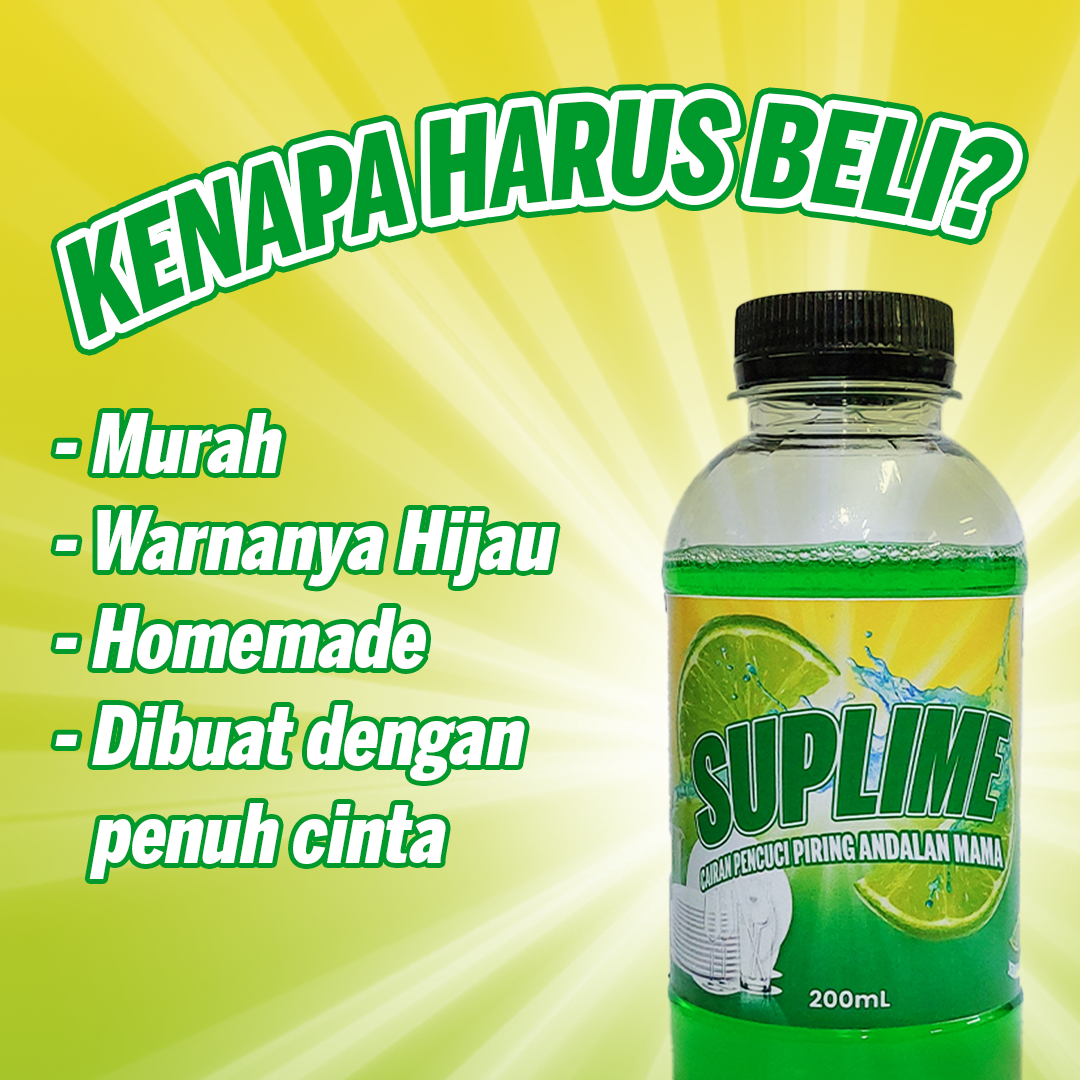 KENAPA HARUS BELI?
- Murah
- Warnanya Hijau
- Homemade
- Dibuat dengan
penuh cinta
SUPLIME
CAIRAN PENCUCI PIRING ANDALAN MAMA
200mL